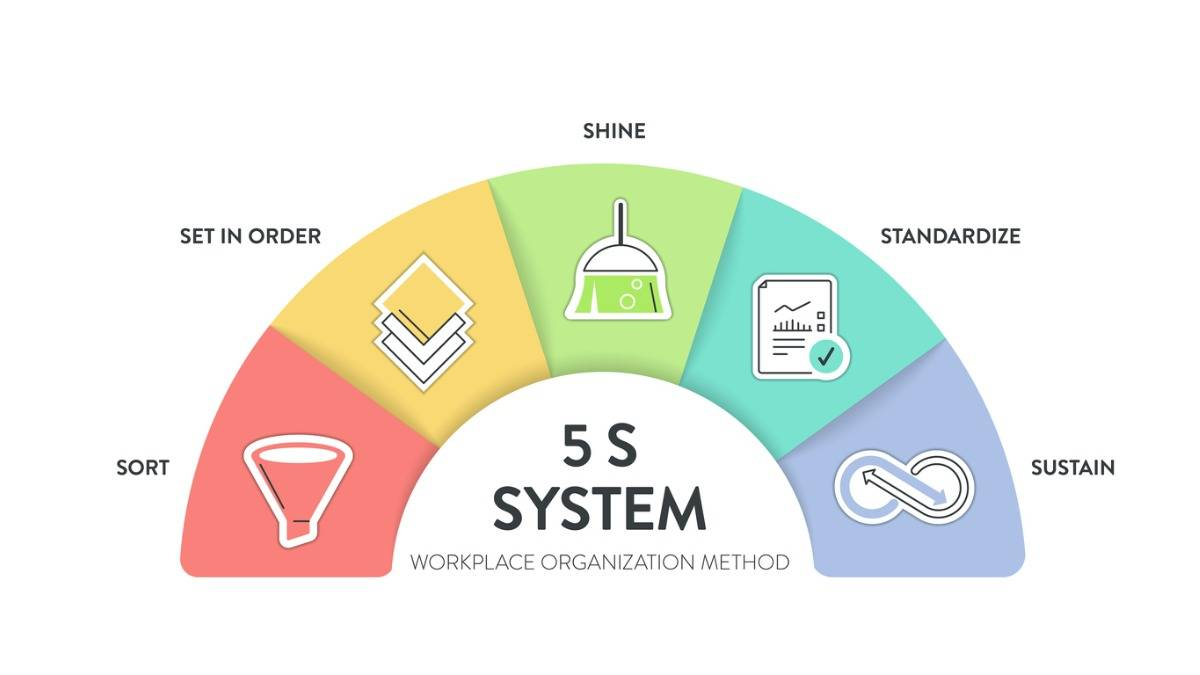 SHINE
SET IN ORDER
STANDARDIZE
SORT
SUSTAIN
5 S
SYSTEM
WORKPLACE ORGANIZATION METHOD